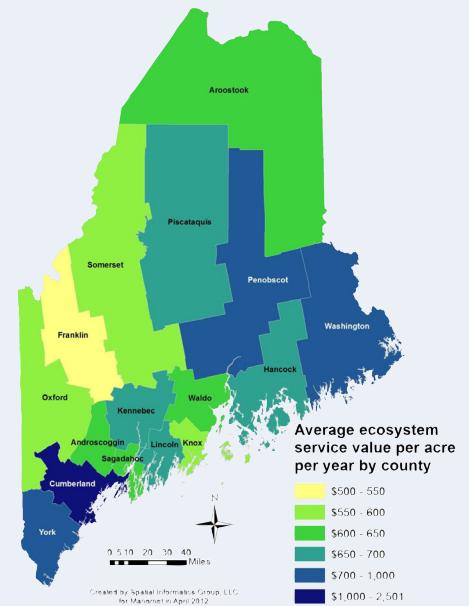 Aroostook
Piscataquis
Somerset
Penobscot
Washington
Franklin
Hancock
Oxford
Waldo
Kennebec
Androscoggin
Lincoln
Knox
Sagadahoc
Cumberland
York
Average ecosystem
service value per acre
per year by county
$500 - 550
$550 - 600
$600 - 650
$650 - 700
$700 - 1,000
$1,000 - 2,501
N
0 5 10 20 30 40
Miles
Created by Spatial Informatics Group, LLC
for Manomet in April 2012